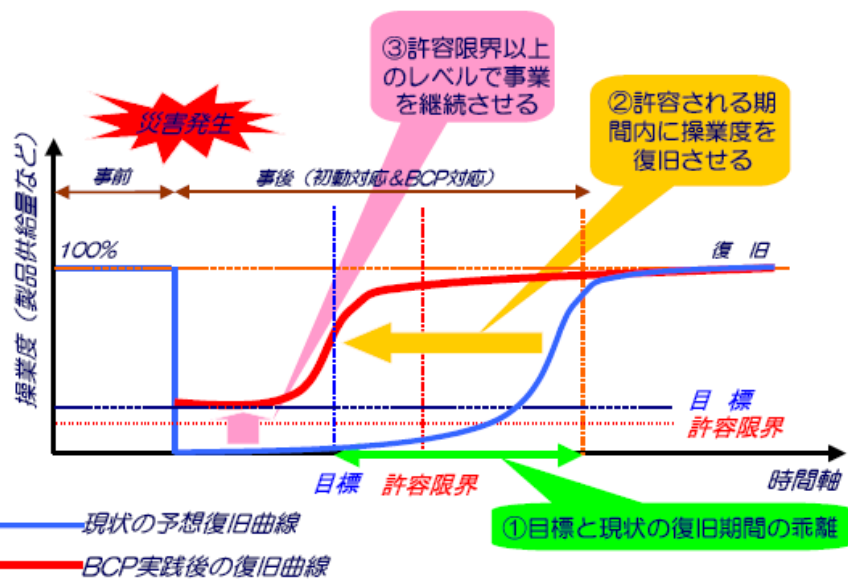 ③許容限界以上
のレベルで事業
を継続させる
災害発生
②許容される期
間内に操業度を
復旧させる
事前
事後（初動対応＆BCP対応）
操業度（製品供給量など）
100%
復　旧
目　標
許容限界
目標　許容限界
時間軸
①目標と現状の復旧期間の乖離
現状の予想復旧曲線
BCP実践後の復旧曲線